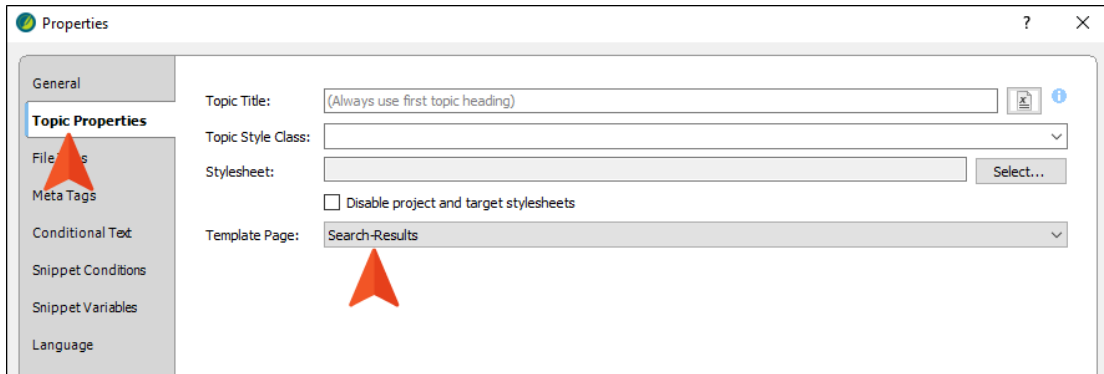 Properties
?
General
Topic Properties
Meta Tags
Conditional Text
Snippet Conditions
Snippet Variables
Language
Topic Title:
(Always use first topic heading)
Topic Style Class:
Stylesheet:
Select...
Disable project and target stylesheets
Template Page:
Search-Results